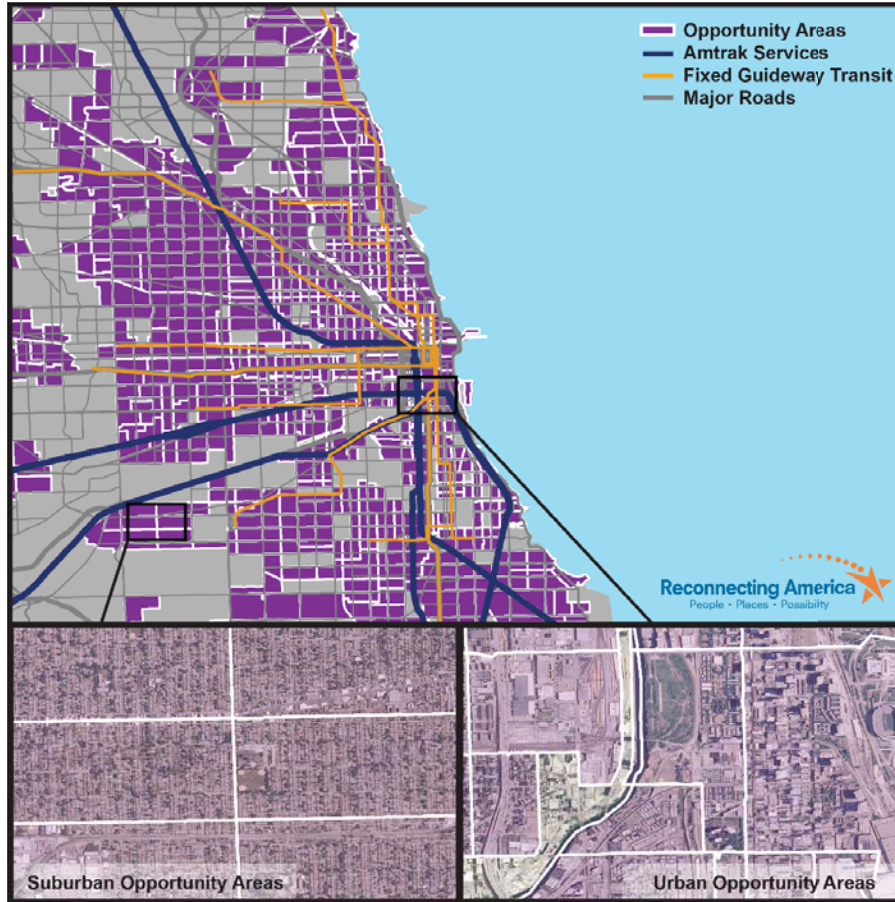 Opportunity Areas
Amtrak Services
Fixed Guideway Transit
Major Roads
Reconnecting America
People • Places • Possibilty
Suburban Opportunity Areas
Urban Opportunity Areas